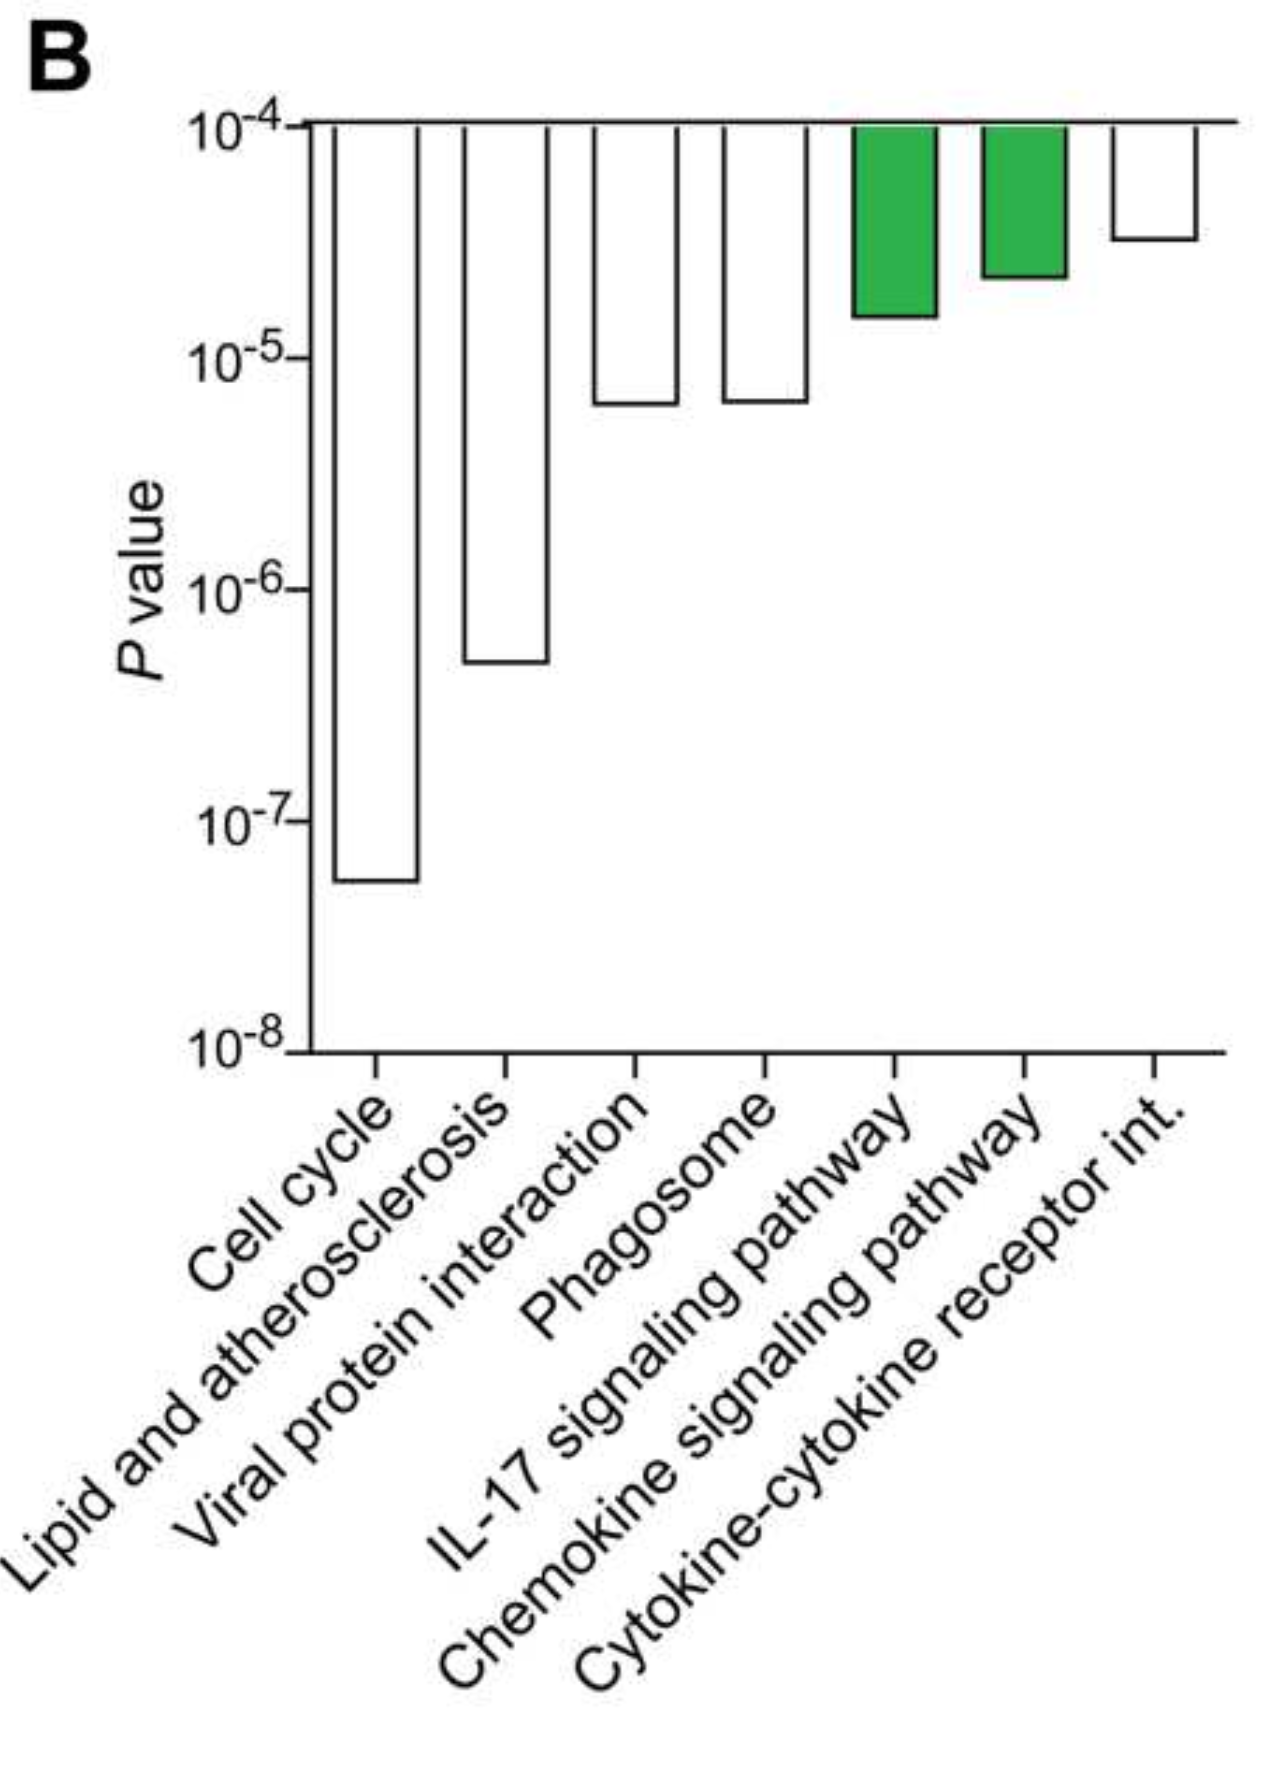 B
10-4
10-5
10-6
10-7
10-8
P value
Cell cycle
Lipid and atherosclerosis
Viral protein interaction
Phagosome
IL-17 signaling pathway
Chemokine signaling pathway
Cytokine-cytokine receptor int.